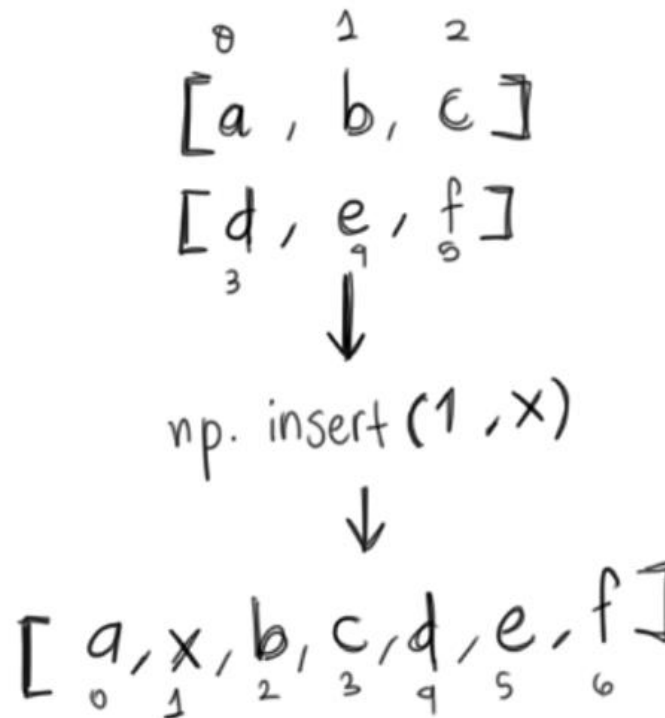 0 1 2
[a , b, c]
[d , e , f]
3 4 5
np. insert (1 , x)
[ a, x, b, c, d, e, f]
0 1 2 3 4 5 6